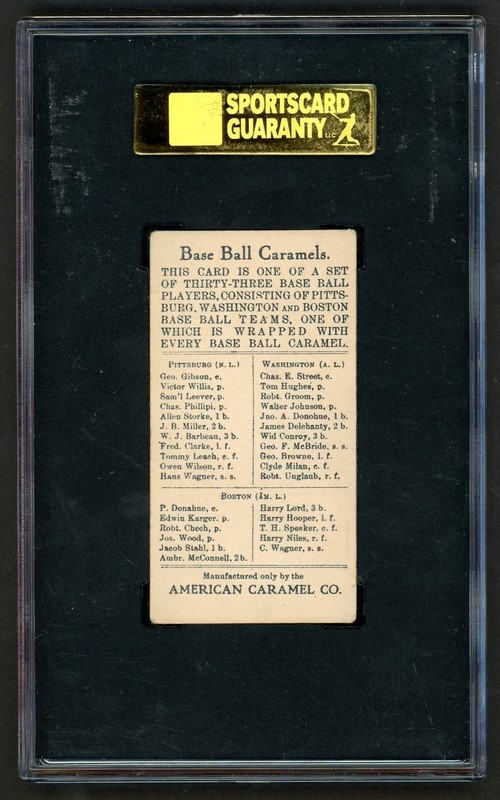 SPORTSCARD
GUARANTY LLC
Base Ball Caramels.
THIS CARD IS ONE OF A SET
OF THIRTY-THREE BASE BALL
PLAYERS, CONSISTING OF PITTS-
BURG, WASHINGTON AND BOSTON
BASE BALL TEAMS, ONE OF
WHICH IS WRAPPED WITH
EVERY BASE BALL CARAMEL.
PITTSBURG (N. L.)
Geo. Gibson, c.
Victor Willis, p.
Sam'l Leever, p.
Chas. Phillipi, p.
Allen Storke, 1 b.
J. B. Miller, 2 b.
W. J. Barbeau, 3 b.
Fred. Clarke, l. f.
Tommy Leach, c. f.
Owen Wilson, r. f.
Hans Wagner, s. s.
WASHINGTON (A. L.)
Chas. E. Street, c.
Tom Hughes, p.
Robt. Groom, p.
Walter Johnson, p.
Jno. A. Donohue, 1 b.
James Delehanty, 2 b.
Wid Conroy, 3 b.
Geo. F. McBride, s. s.
Geo. Browne, l. f.
Clyde Milan, c. f.
Robt. Unglaub, r. f.
BOSTON (AM. L.)
P. Donahue, c.
Edwin Karger. p.
Robt. Chech, p.
Jos. Wood, p.
Jacob Stahl, 1 b.
Ambr. McConnell, 2 b.
Harry Lord, 3 b.
Harry Hooper, l. f.
T. H. Speaker, c. f.
Harry Niles, r. f.
C. Wagner, s. s.
Manufactured only by the
AMERICAN CARAMEL CO.